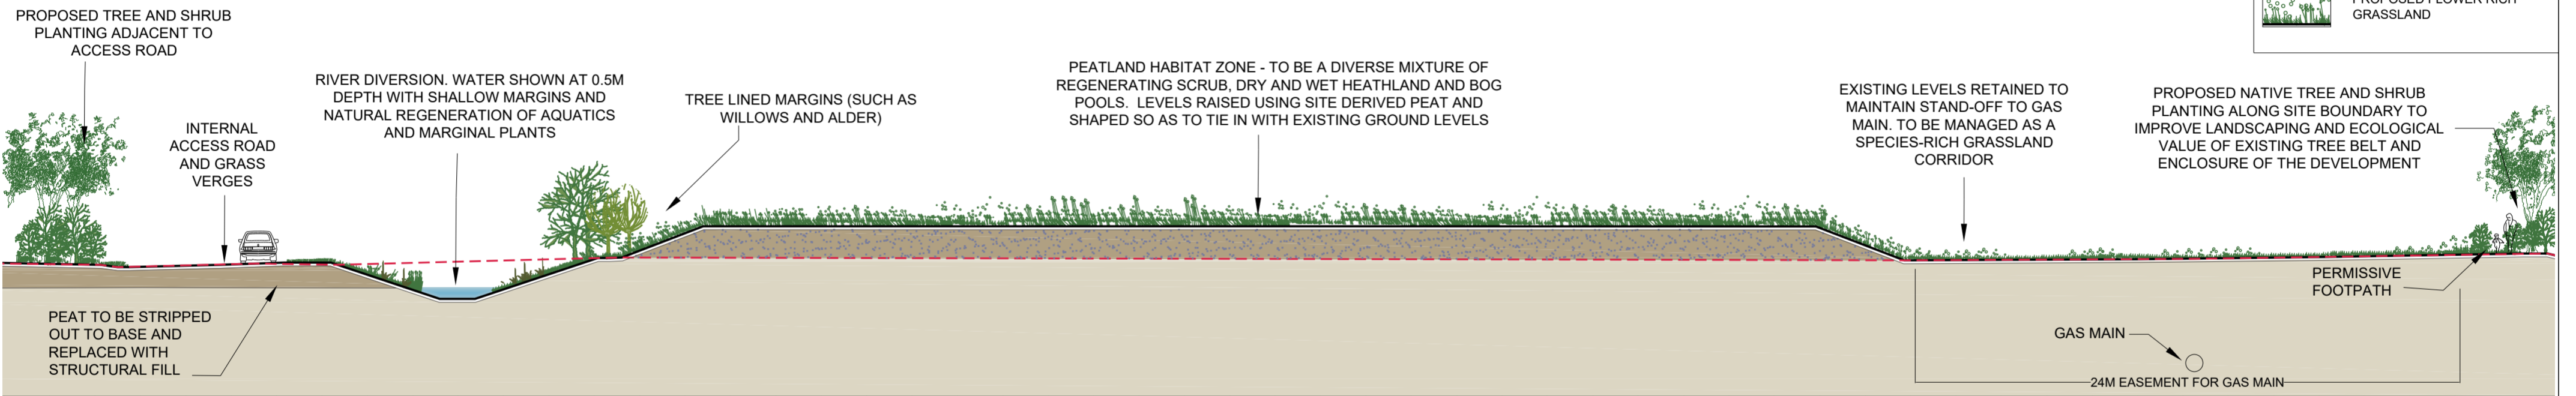 PROPOSED TREE AND SHRUB
PLANTING ADJACENT TO
ACCESS ROAD
INTERNAL
ACCESS ROAD
AND GRASS
VERGES
RIVER DIVERSION. WATER SHOWN AT 0.5M
DEPTH WITH SHALLOW MARGINS AND
NATURAL REGENERATION OF AQUATICS
AND MARGINAL PLANTS
TREE LINED MARGINS (SUCH AS
WILLOWS AND ALDER)
PEATLAND HABITAT ZONE - TO BE A DIVERSE MIXTURE OF
REGENERATING SCRUB, DRY AND WET HEATHLAND AND BOG
POOLS. LEVELS RAISED USING SITE DERIVED PEAT AND
SHAPED SO AS TO TIE IN WITH EXISTING GROUND LEVELS
EXISTING LEVELS RETAINED TO
MAINTAIN STAND-OFF TO GAS
MAIN. TO BE MANAGED AS A
SPECIES-RICH GRASSLAND
CORRIDOR
PROPOSED NATIVE TREE AND SHRUB
PLANTING ALONG SITE BOUNDARY TO
IMPROVE LANDSCAPING AND ECOLOGICAL
VALUE OF EXISTING TREE BELT AND
ENCLOSURE OF THE DEVELOPMENT
PROPOSED FLOWER RICH
GRASSLAND
PEAT TO BE STRIPPED
OUT TO BASE AND
REPLACED WITH
STRUCTURAL FILL
PERMISSIVE
FOOTPATH
GAS MAIN
24M EASEMENT FOR GAS MAIN